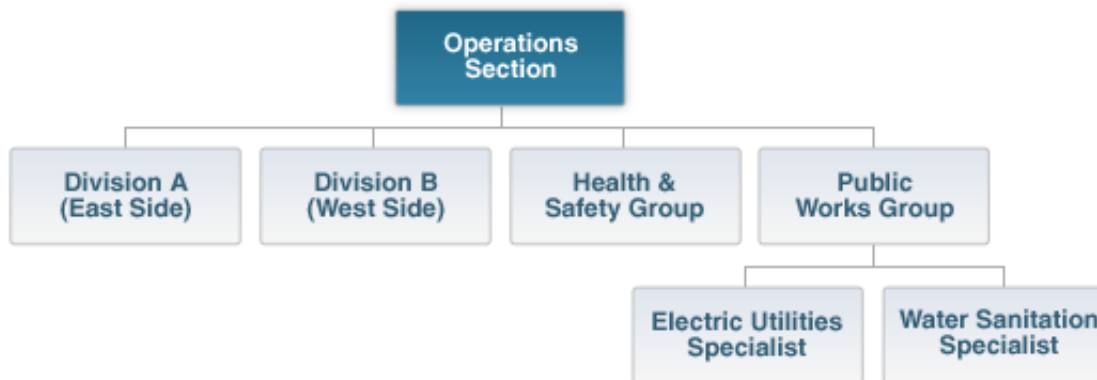 Operations
Section
Division A
(East Side)
Division B
(West Side)
Health &
Safety Group
Public
Works Group
Electric Utilities
Specialist
Water Sanitation
Specialist